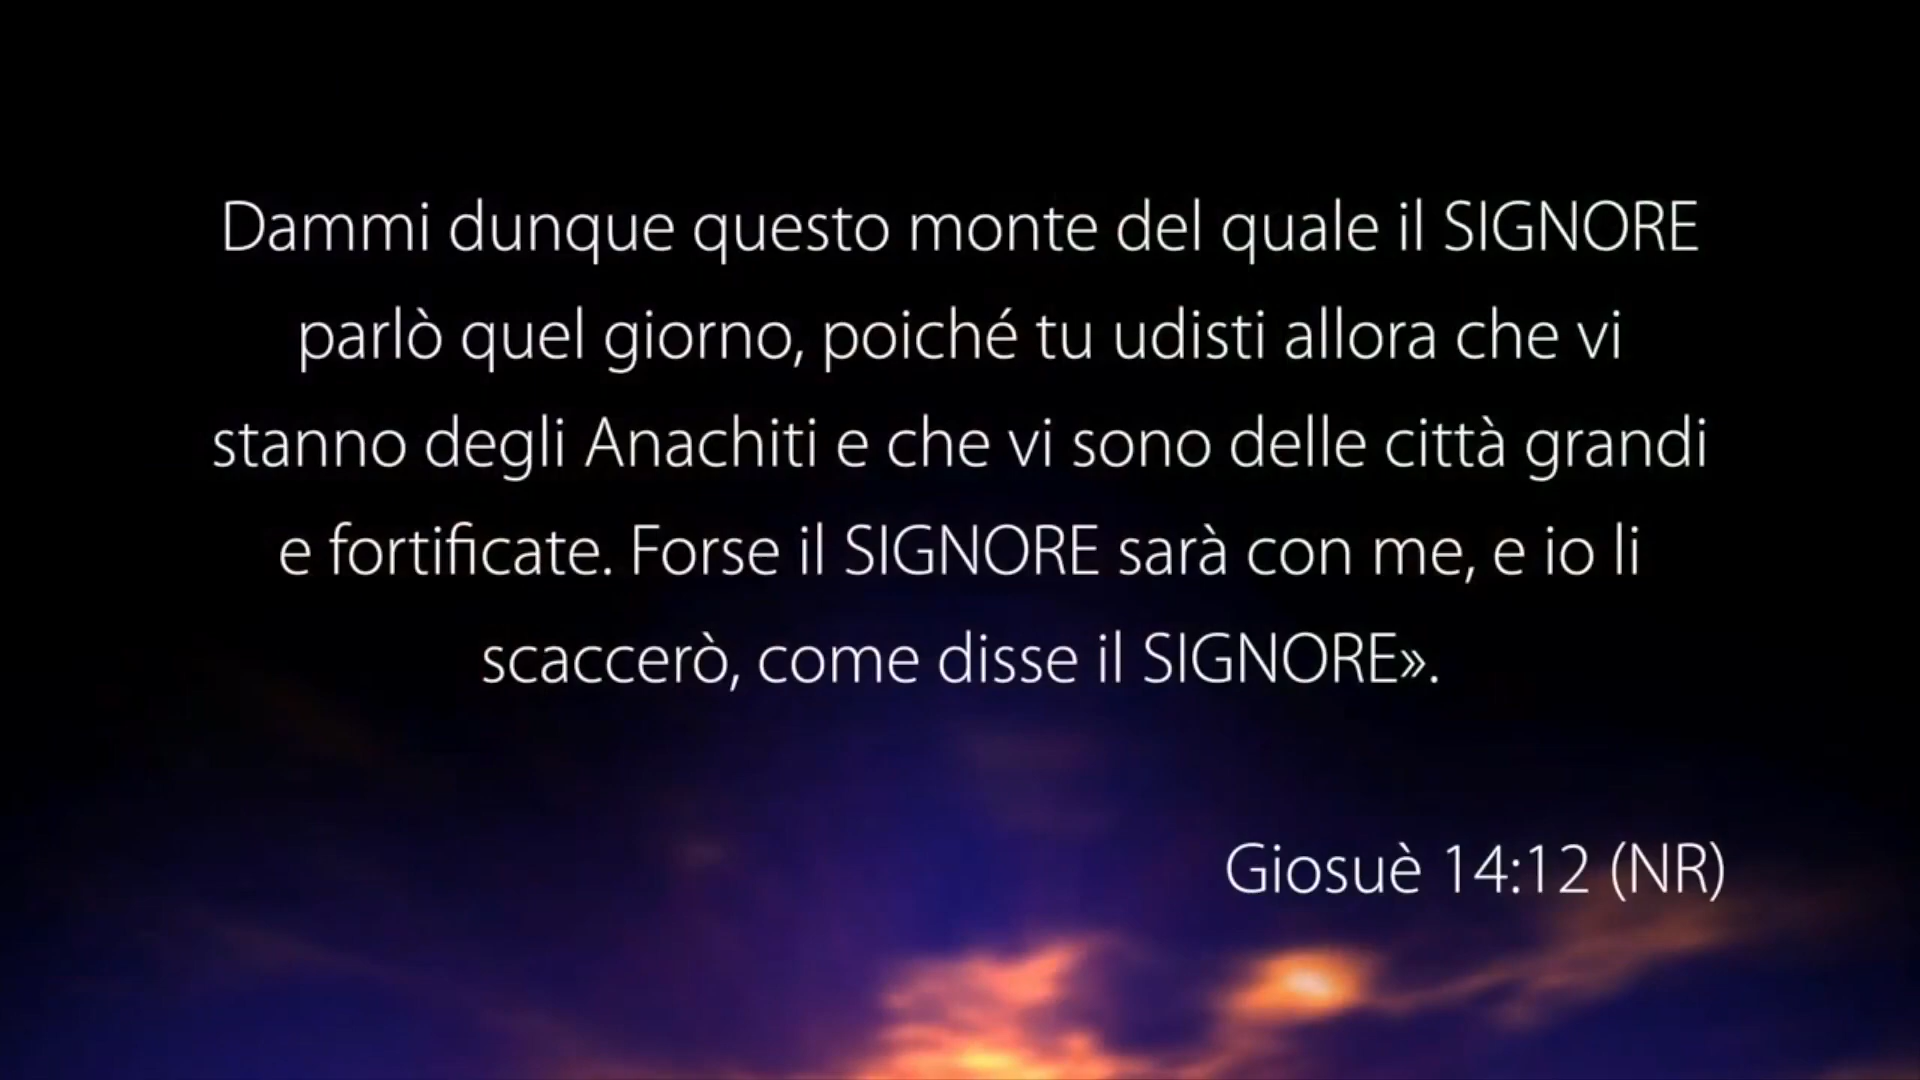 Dammi dunque questo monte del quale il SIGNORE
parlò quel giorno, poiché tu udisti allora che vi
stanno degli Anachiti e che vi sono delle città grandi
e fortificate. Forse il SIGNORE sarà con me, e io li
scaccerò, come disse il SIGNORE».
Giosuè 14:12 (NR)